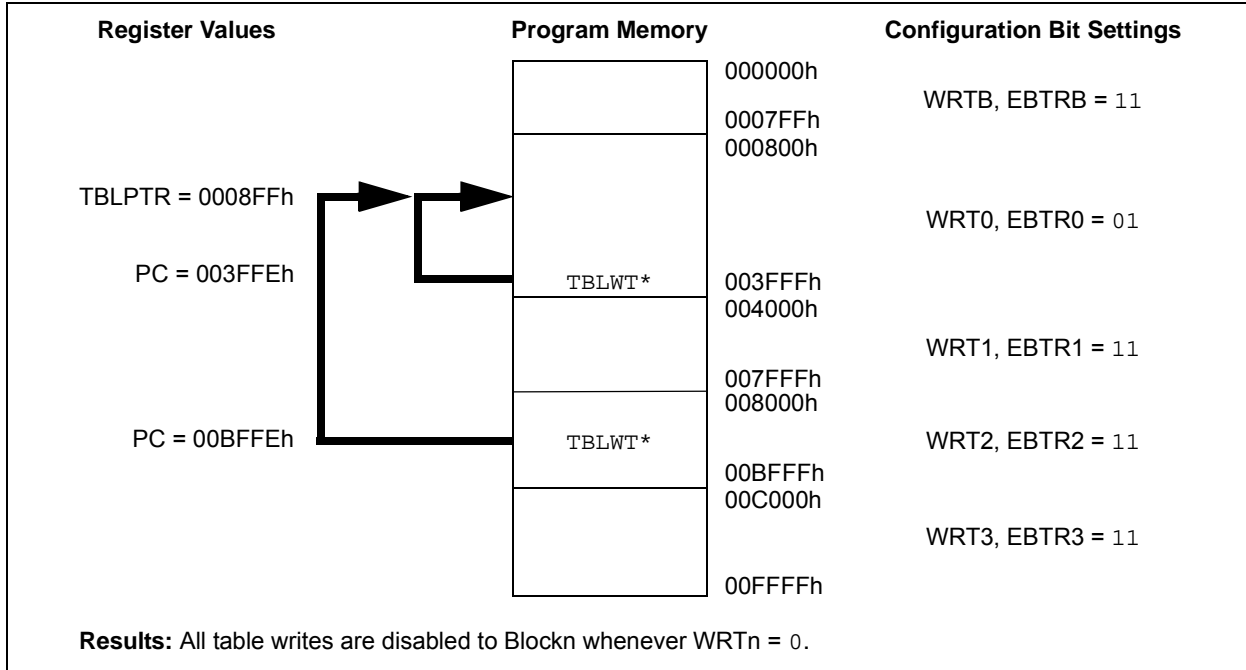 Register Values Program Memory Configuration Bit Settings
000000h
WRTB, EBTRB = 11
0007FFh
000800h
TBLPTR = 0008FFh
WRT0, EBTR0 = 01
PC = 003FFEh TBLWT* 003FFFh
004000h
WRT1, EBTR1 = 11
007FFFh
008000h
PC = 00BFFEh TBLWT* WRT2, EBTR2 = 11
00BFFFh
00C000h
WRT3, EBTR3 = 11
00FFFFh
Results: All table writes are disabled to Blockn whenever WRTn = 0.